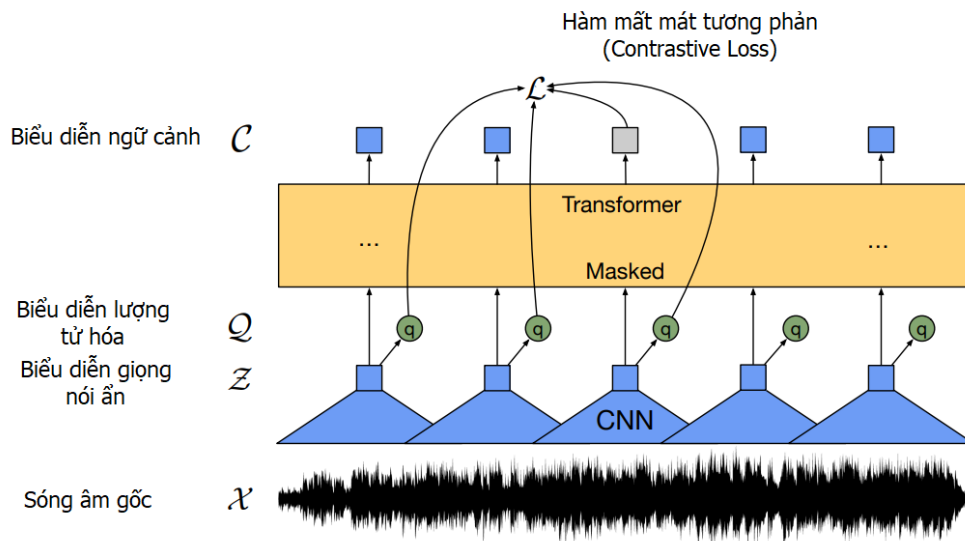 Hàm mất mát tương phản
(Contrastive Loss)
ℒ
Biểu diễn ngữ cảnh 𝒞
Transformer
... ...
Masked
Biểu diễn lượng
tử hóa 𝒬
q q q q q
Biểu diễn giọng
nói ẩn 𝒵
CNN
Sóng âm gốc 𝒳